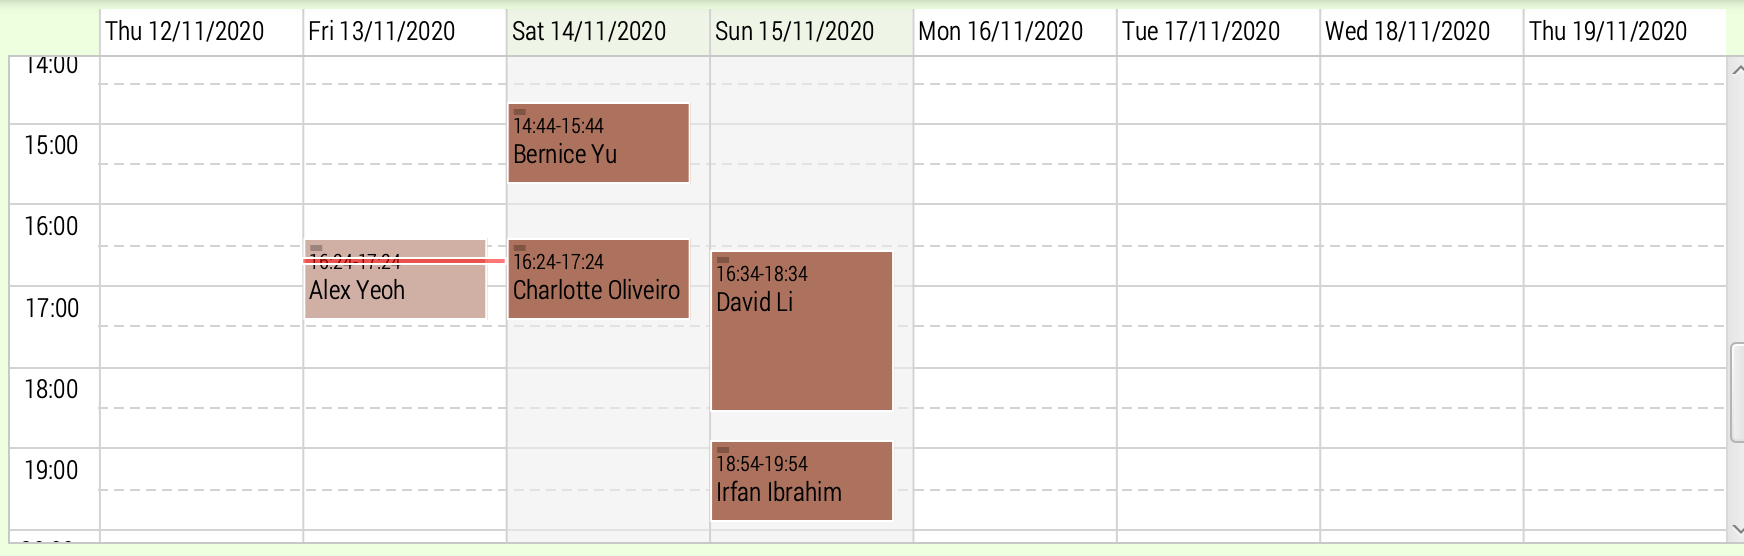 Thu 12/11/2020 Fri 13/11/2020 Sat 14/11/2020 Sun 15/11/2020 Mon 16/11/2020 Tue 17/11/2020 Wed 18/11/2020 Thu 19/11/2020
14:00
14:44-15:44
Bernice Yu
15:00
16:00
16:24-17:24
Alex Yeoh
16:24-17:24
Charlotte Oliveiro
16:34-18:34
David Li
17:00
18:00
18:54-19:54
Irfan Ibrahim
19:00